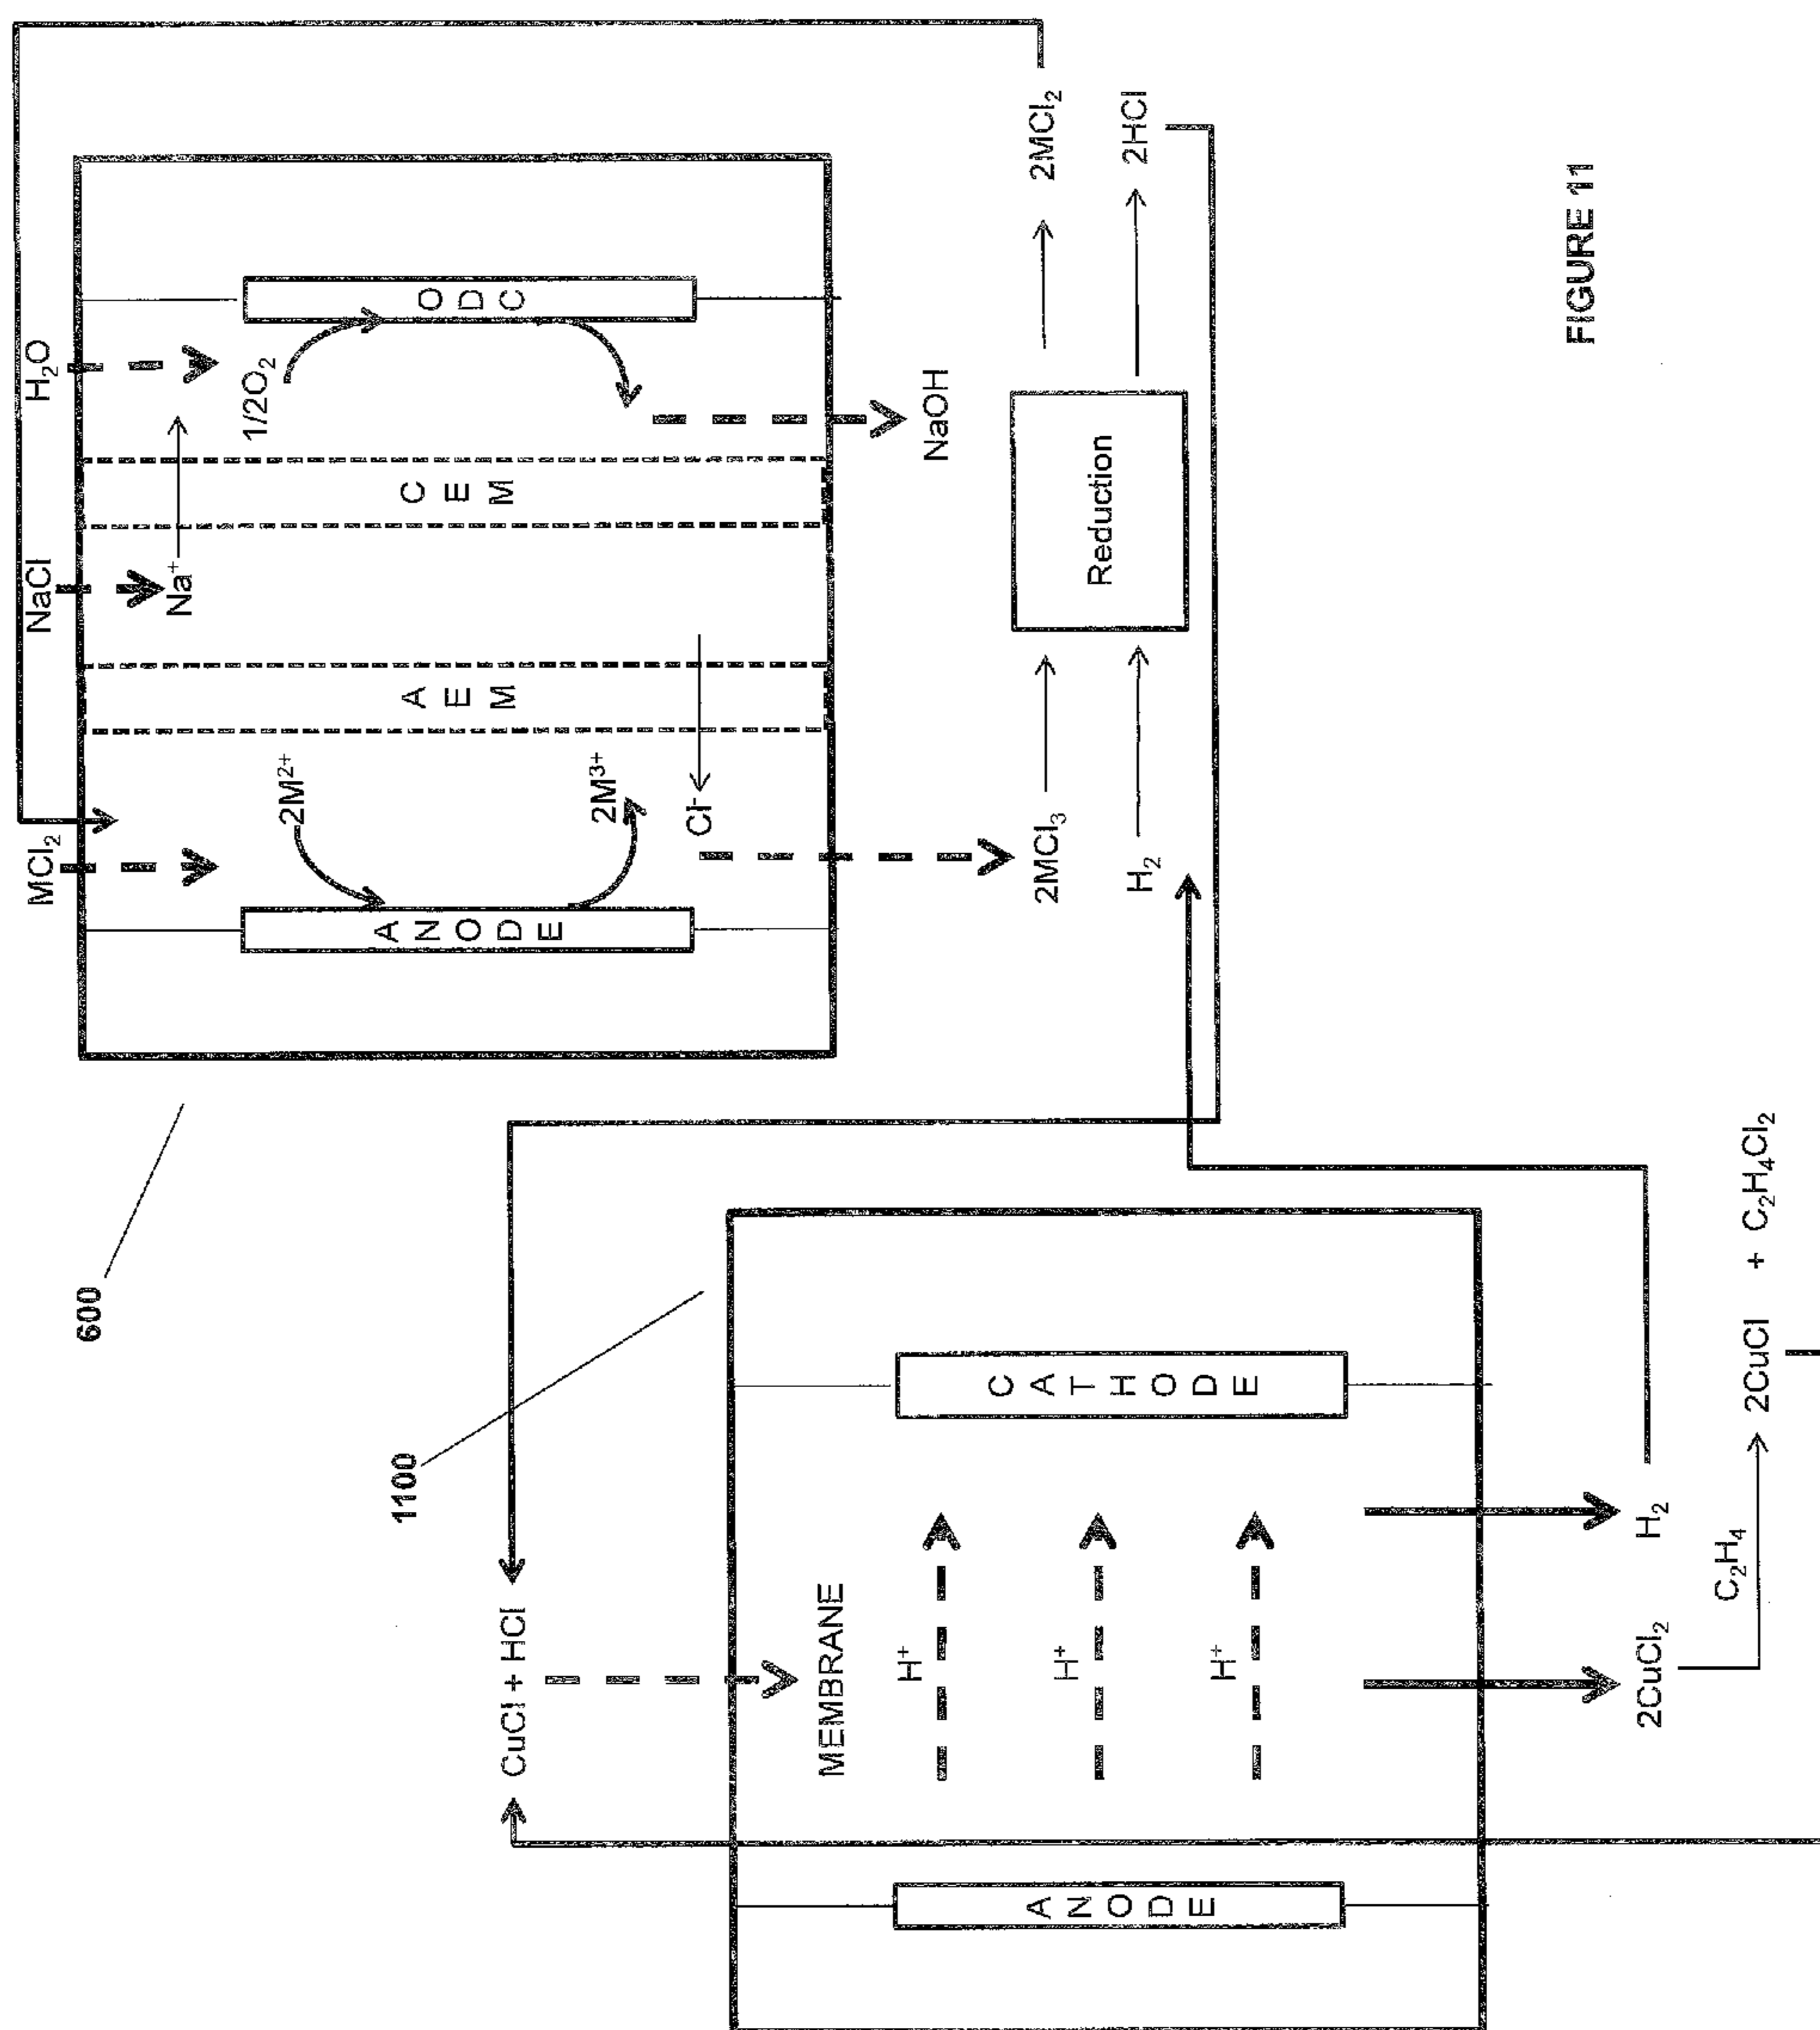 600
MCl₂
NaCl
H₂O
ANODE
2M²⁺
2M³⁺
Cl⁻
AEM
Na⁺
CEM
1/2O₂
ODC
NaOH
2MCl₃
H₂
Reduction
2MCl₂
2HCl
1100
CuCl + HCl
MEMBRANE
ANODE
H⁺
H⁺
H⁺
CATHODE
2CuCl₂
H₂
C₂H₄
2CuCl + C₂H₄Cl₂
FIGURE 11